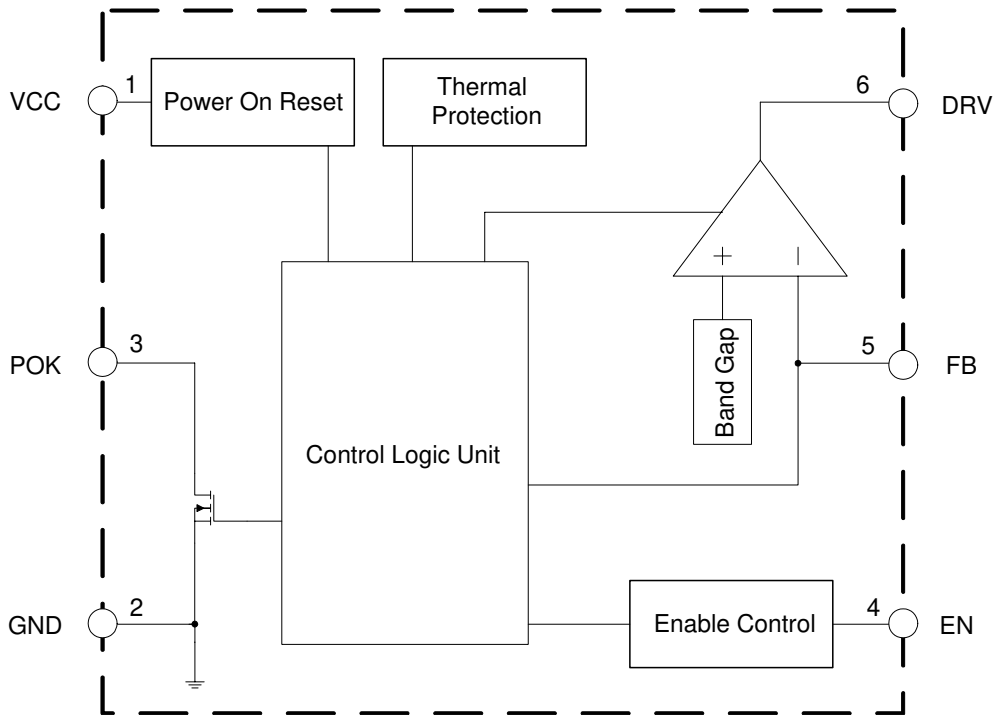 VCC
1
Power On Reset
Thermal
Protection
6
DRV
+
−
POK
3
Band Gap
5
FB
Control Logic Unit
GND
2
Enable Control
4
EN